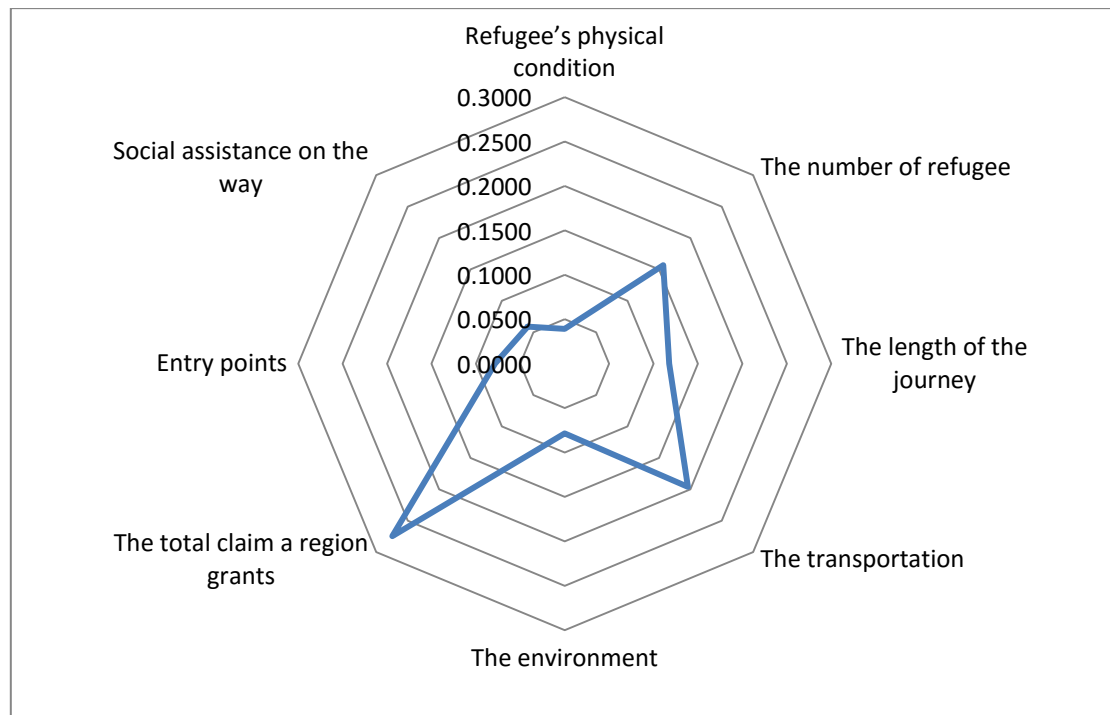 Refugee’s physical
condition
0.3000
0.2500
0.2000
0.1500
0.1000
0.0500
0.0000
The number of refugee
The length of the
journey
The transportation
The environment
The total claim a region
grants
Entry points
Social assistance on the
way